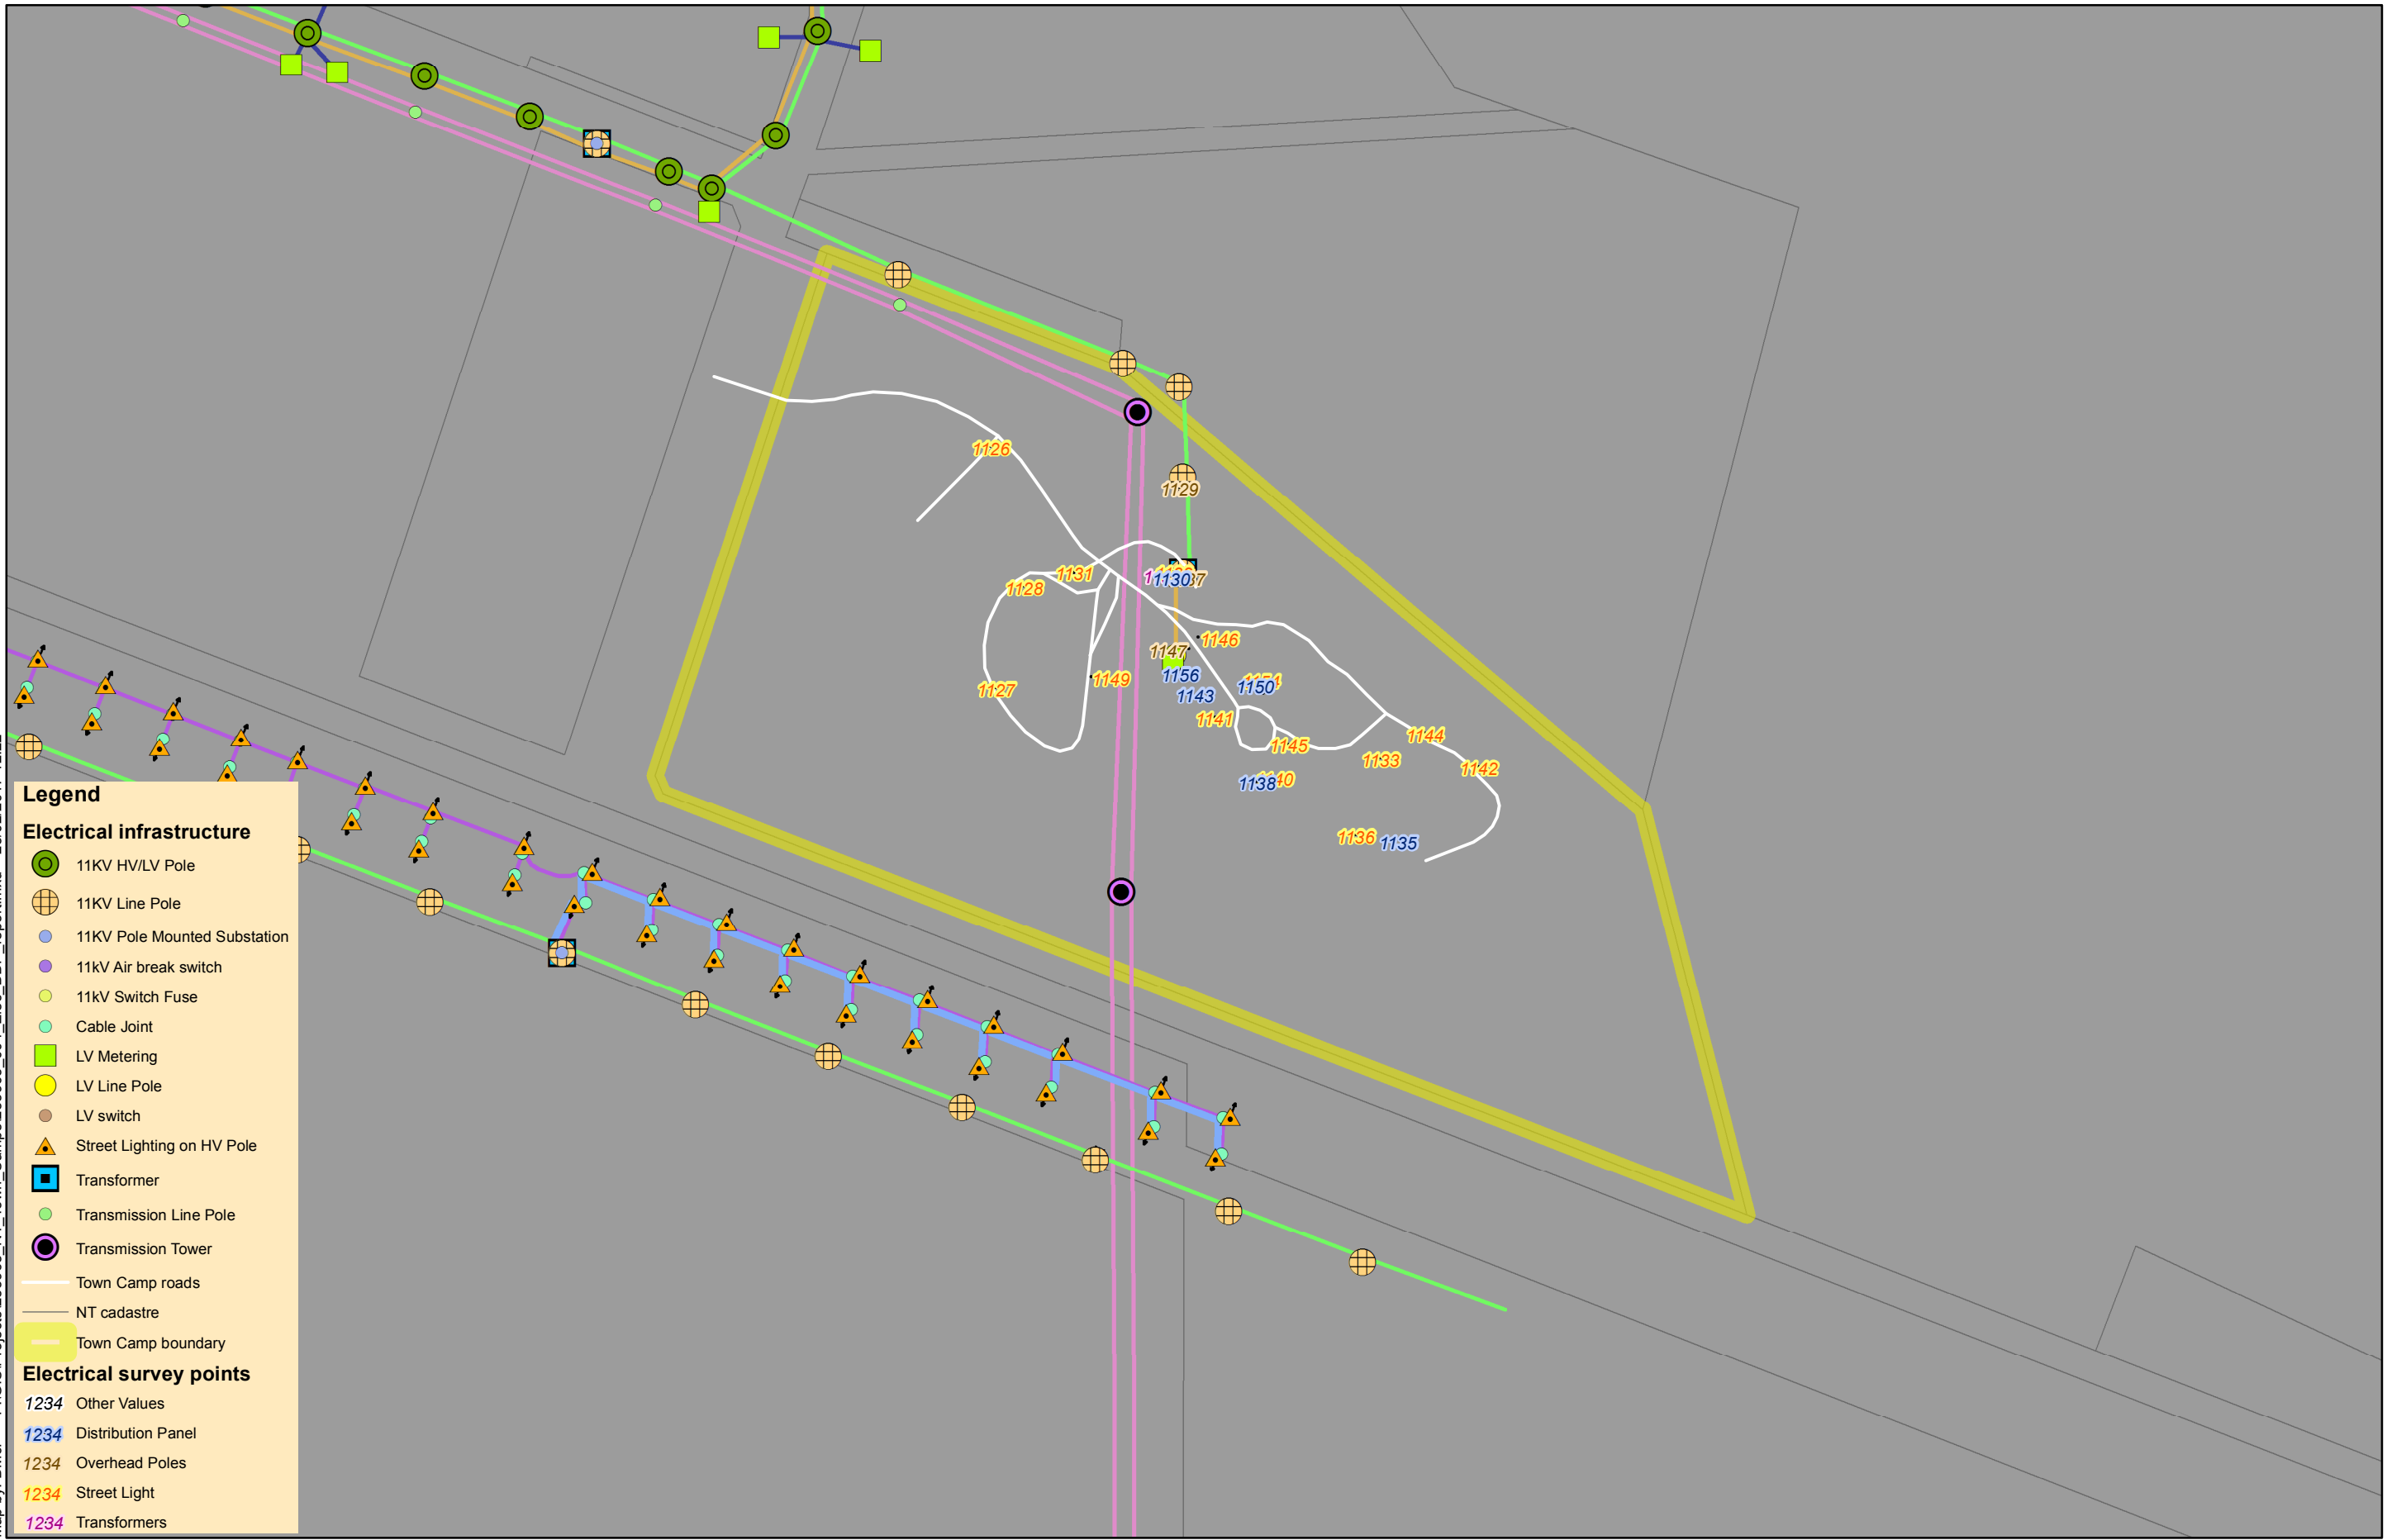 1126
1129
1131
1128
1130
1146
1147
1156
1149
1150
1143
1127
1141
1144
1145
1133
1142
1138
1136
1135
Legend
Electrical infrastructure
11KV HV/LV Pole
11KV Line Pole
11KV Pole Mounted Substation
11kV Air break switch
11kV Switch Fuse
Cable Joint
LV Metering
LV Line Pole
LV switch
Street Lighting on HV Pole
Transformer
Transmission Line Pole
Transmission Tower
Town Camp roads
NT cadastre
Town Camp boundary
Electrical survey points
1234 Other Values
1234 Distribution Panel
1234 Overhead Poles
1234 Street Light
1234 Transformers